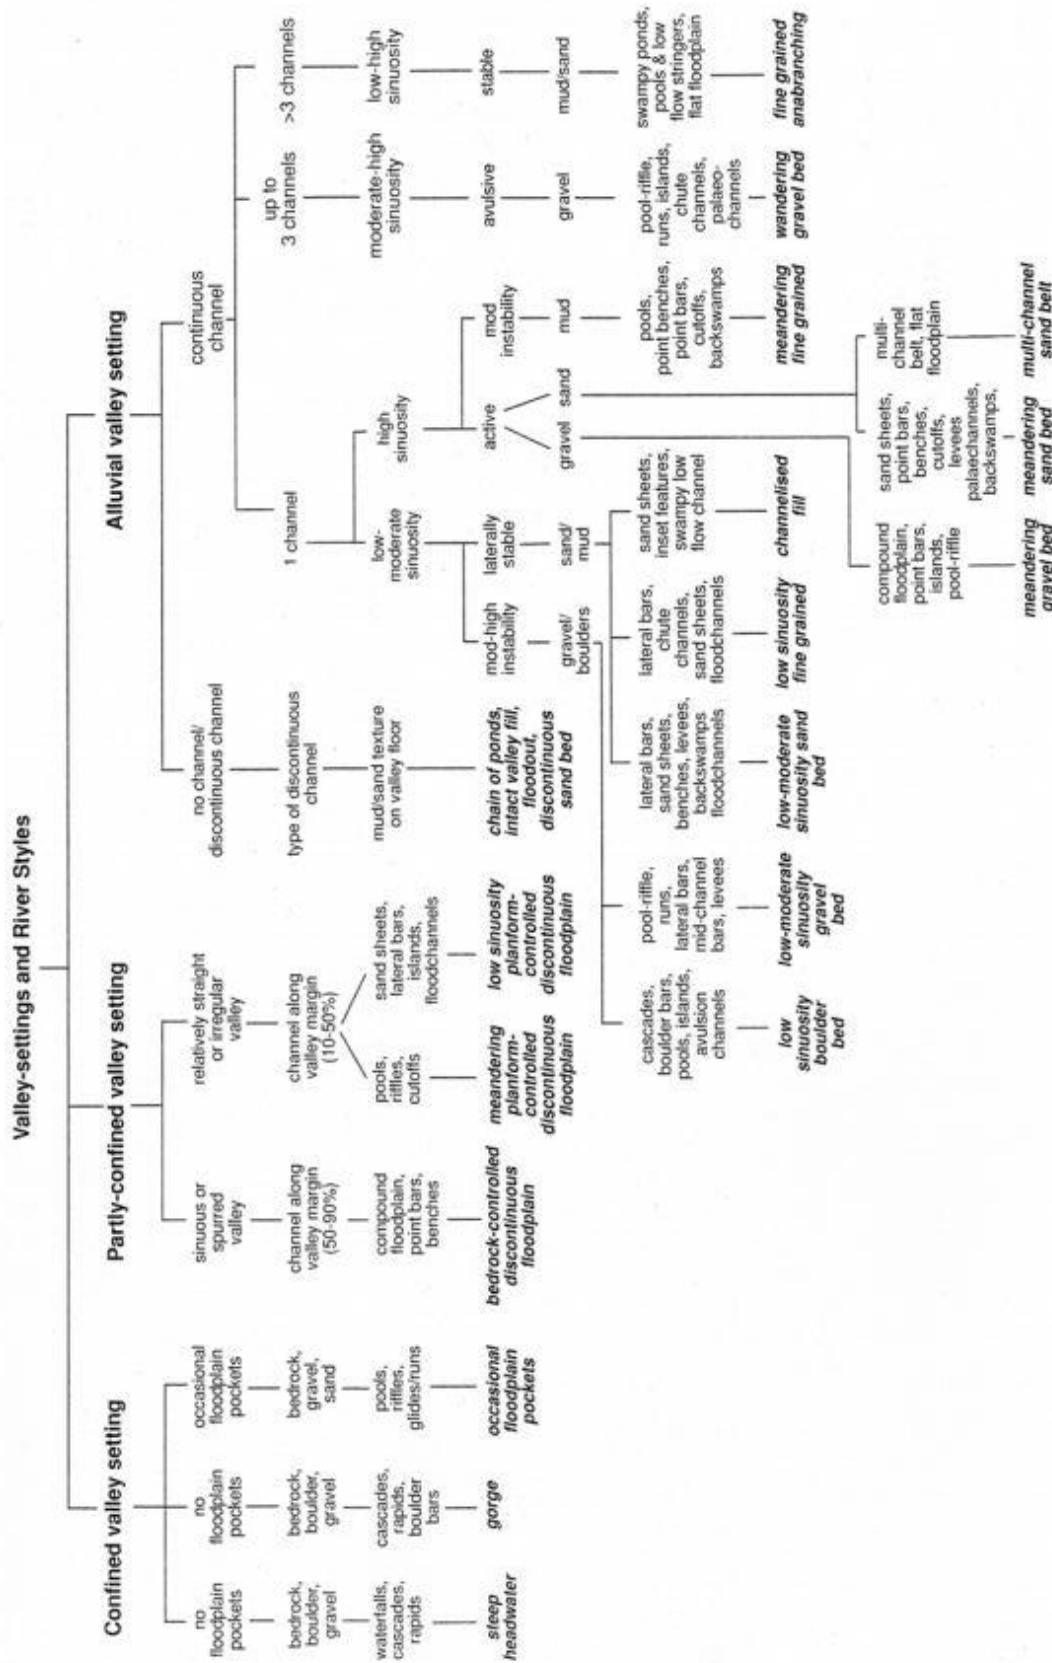 Valley-settings and River Styles
Confined valley setting
Partly-confined valley setting
Alluvial valley setting
no
floodplain
pockets
bedrock,
boulder,
gravel
waterfalls,
cascades,
rapids
steep
headwater
no
floodplain
pockets
bedrock,
boulder,
gravel
cascades,
rapids,
boulder
bars
gorge
occasional
floodplain
pockets
bedrock,
gravel,
sand
pools,
riffles,
glides/runs
occasional
floodplain
pockets
sinuous or
spurred
valley
channel along
valley margin
(50-90%)
compound
floodplain,
point bars,
benches
bedrock-controlled
discontinuous
floodplain
relatively straight
or irregular
valley
channel along
valley margin
(10-50%)
pools,
riffles,
cutoffs
meandering
planform-
controlled
discontinuous
floodplain
sand sheets,
lateral bars,
islands,
floodchannels
low sinuosity
planform-
controlled
discontinuous
floodplain
no channel/
discontinuous channel
type of discontinuous
channel
mud/sand texture
on valley floor
chain of ponds,
intact valley fill,
floodout,
discontinuous
sand bed
continuous
channel
1 channel
low-
moderate
sinuosity
mod-high
instability
gravel/
boulders
cascades,
boulder bars,
pools, islands,
avulsion
channels
low
sinuosity
boulder
bed
pool-riffle,
runs,
lateral bars,
mid-channel
bars, levees
low-moderate
sinuosity
gravel
bed
laterally
stable
sand/
mud
lateral bars,
sand sheets,
benches, levees,
backswamps
floodchannels
low-moderate
sinuosity sand
bed
lateral bars,
chute
channels,
sand sheets,
floodchannels
low sinuosity
fine grained
sand sheets,
inset features,
swampy low
flow channel
channelised
fill
high
sinuosity
active
gravel
compound
floodplain,
point bars,
islands,
pool-riffle
meandering
gravel bed
sand
sand sheets,
point bars,
benches,
cutoffs,
levees
palaechannels,
backswamps,
meandering
sand bed
multi-
channel
belt, flat
floodplain
multi-channel
sand belt
mod
instability
mud
pools,
point benches,
point bars,
cutoffs,
backswamps
meandering
fine grained
up to
3 channels
moderate-high
sinuosity
avulsive
gravel
pool-riffle,
runs, islands,
chute
channels,
palaeo-
channels
wandering
gravel bed
>3 channels
low-high
sinuosity
stable
mud/sand
swampy ponds,
pools & low
flow stringers,
flat floodplain
fine grained
anabranching